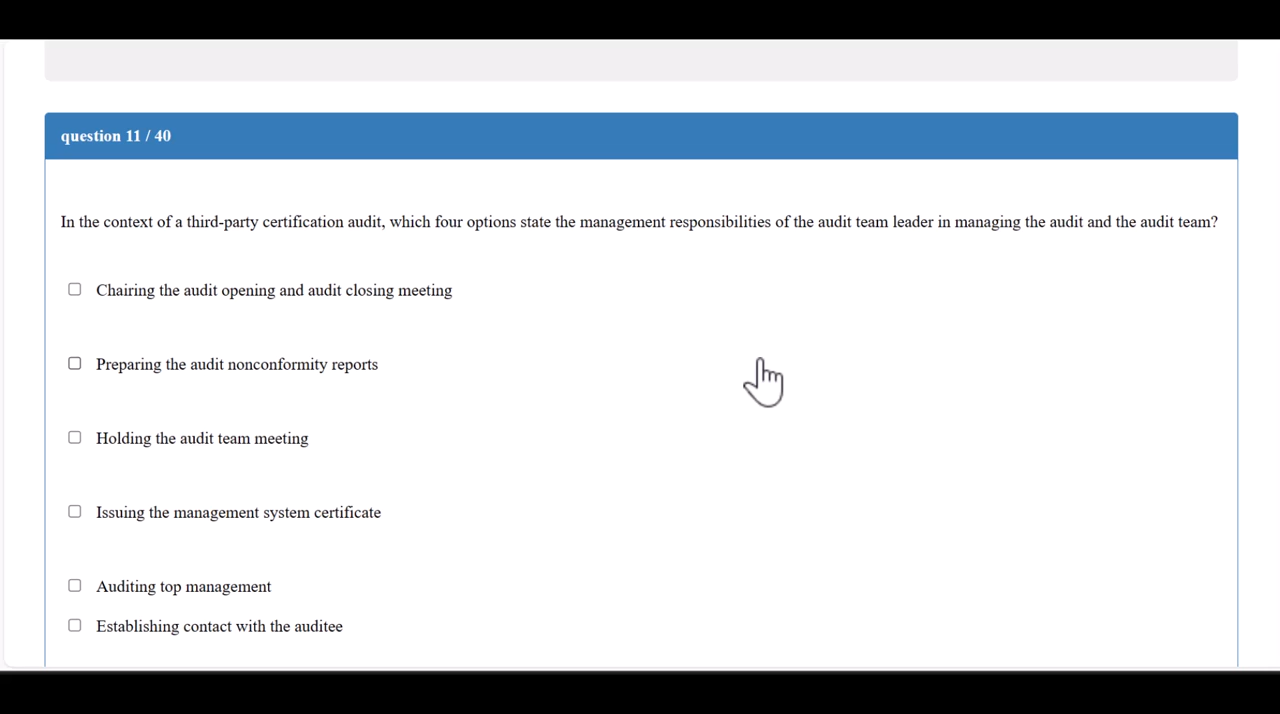 question 11 / 40
In the context of a third-party certification audit, which four options state the management responsibilities of the audit team leader in managing the audit and the audit team?
Chairing the audit opening and audit closing meeting
Preparing the audit nonconformity reports
Holding the audit team meeting
Issuing the management system certificate
Auditing top management
Establishing contact with the auditee